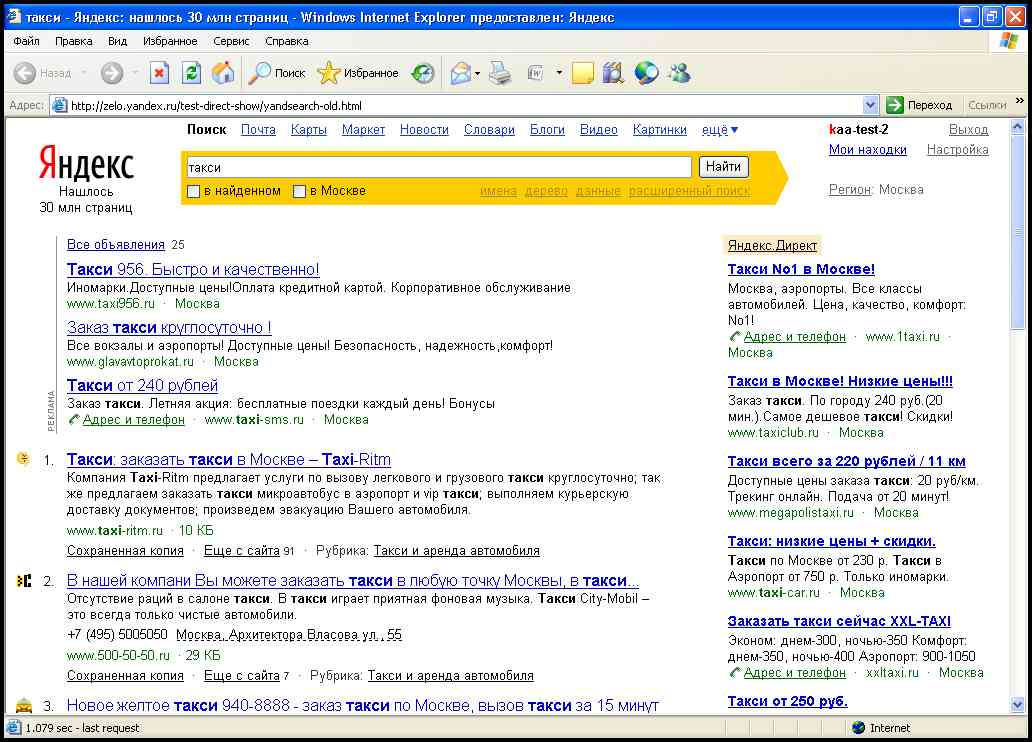 такси - Яндекс: нашлось 30 млн страниц - Windows Internet Explorer предоставлен: Яндекс
Файл Правка Вид Избранное Сервис Справка
Назад Поиск Избранное
Адрес: http://zelo.yandex.ru/test-direct-show/yandsearch-old.html Переход Ссылки »
Поиск Почта Карты Маркет Новости Словари Блоги Видео Картинки ещё ▼
kaa-test-2 Выход
Мои находки Настройка
Регион: Москва
Яндекс
Нашлось
30 млн страниц
такси Найти
в найденном в Москве имена дерево данные расширенный поиск
Все объявления 25
Такси 956. Быстро и качественно!
Иномарки.Доступные цены!Оплата кредитной картой. Корпоративное обслуживание
www.taxi956.ru · Москва
Заказ такси круглосуточно !
Все вокзалы и аэропорты! Доступные цены! Безопасность, надежность,комфорт!
www.glavavtoprokat.ru · Москва
Такси от 240 рублей
Заказ такси. Летняя акция: бесплатные поездки каждый день! Бонусы
Адрес и телефон · www.taxi-sms.ru · Москва
РЕКЛАМА
1. Такси: заказать такси в Москве – Taxi-Ritm
Компания Taxi-Ritm предлагает услуги по вызову легкового и грузового такси круглосуточно; так
же предлагаем заказать такси микроавтобус в аэропорт и vip такси; выполняем курьерскую
доставку документов; произведем эвакуацию Вашего автомобиля.
www.taxi-ritm.ru · 10 КБ
Сохраненная копия · Еще с сайта 91 · Рубрика: Такси и аренда автомобиля
2. В нашей компани Вы можете заказать такси в любую точку Москвы, в такси...
Отсутствие раций в салоне такси. В такси играет приятная фоновая музыка. Такси City-Mobil –
это всегда только чистые автомобили.
+7 (495) 5005050 Москва, Архитектора Власова ул., 55
www.500-50-50.ru · 29 КБ
Сохраненная копия · Еще с сайта 7 · Рубрика: Такси и аренда автомобиля
3. Новое желтое такси 940-8888 - заказ такси по Москве, вызов такси за 15 минут
Яндекс.Директ
Такси No1 в Москве!
Москва, аэропорты. Все классы
автомобилей. Цена, качество, комфорт:
No1!
Адрес и телефон · www.1taxi.ru ·
Москва
Такси в Москве! Низкие цены!!!
Заказ такси. По городу 240 руб.(20
мин.).Самое дешевое такси! Скидки!
www.taxiclub.ru · Москва
Такси всего за 220 рублей / 11 км
Доступные цены заказа такси: 20 руб/км.
Трекинг онлайн. Подача от 20 минут!
www.megapolistaxi.ru · Москва
Такси: низкие цены + скидки.
Такси по Москве от 230 р. Такси в
Аэропорт от 750 р. Только иномарки.
www.taxi-car.ru · Москва
Заказать такси сейчас XXL-TAXI
Эконом: днем-300, ночью-350 Комфорт:
днем-350, ночью-400 Аэропорт: 900-1050
Адрес и телефон · xxltaxi.ru · Москва
Такси от 250 руб.
1.079 sec - last request Internet